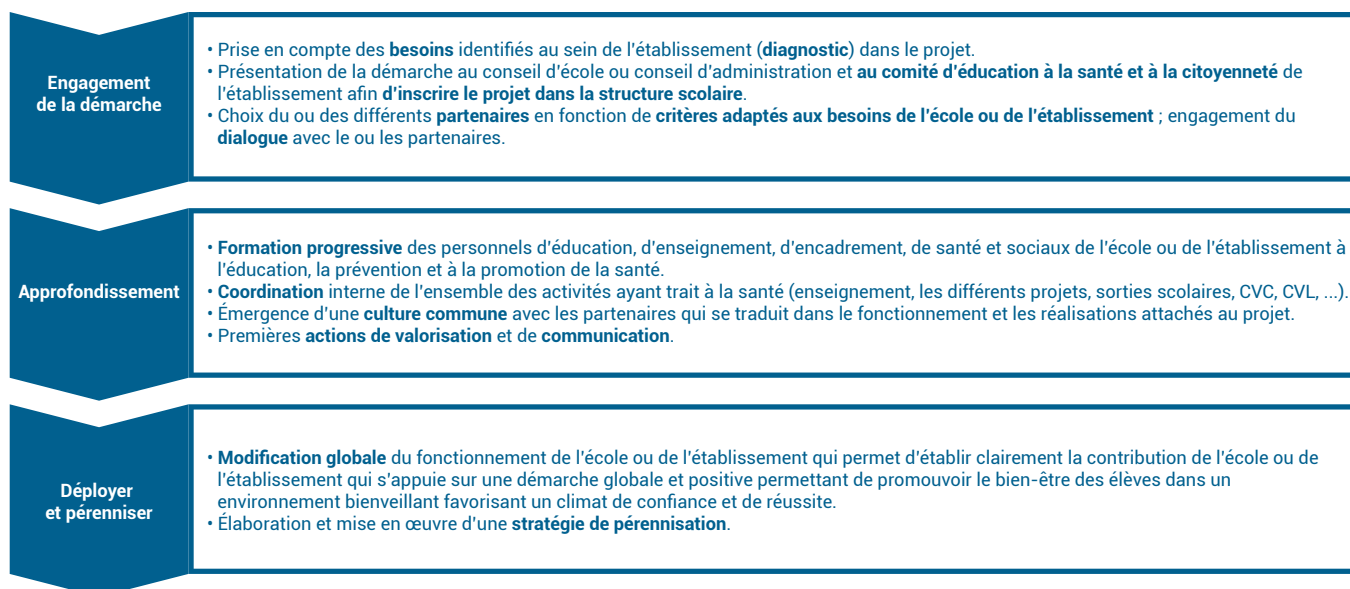 Engagement
de la démarche
• Prise en compte des besoins identifiés au sein de l'établissement (diagnostic) dans le projet.
• Présentation de la démarche au conseil d'école ou conseil d'administration et au comité d'éducation à la santé et à la citoyenneté de
l'établissement afin d'inscrire le projet dans la structure scolaire.
• Choix du ou des différents partenaires en fonction de critères adaptés aux besoins de l'école ou de l'établissement ; engagement du
dialogue avec le ou les partenaires.
Approfondissement
• Formation progressive des personnels d'éducation, d'enseignement, d'encadrement, de santé et sociaux de l'école ou de l'établissement à
l'éducation, la prévention et à la promotion de la santé.
• Coordination interne de l'ensemble des activités ayant trait à la santé (enseignement, les différents projets, sorties scolaires, CVC, CVL, ...).
• Émergence d'une culture commune avec les partenaires qui se traduit dans le fonctionnement et les réalisations attachés au projet.
• Premières actions de valorisation et de communication.
Déployer
et pérenniser
• Modification globale du fonctionnement de l'école ou de l'établissement qui permet d'établir clairement la contribution de l'école ou de
l'établissement qui s'appuie sur une démarche globale et positive permettant de promouvoir le bien-être des élèves dans un
environnement bienveillant favorisant un climat de confiance et de réussite.
• Élaboration et mise en œuvre d'une stratégie de pérennisation.